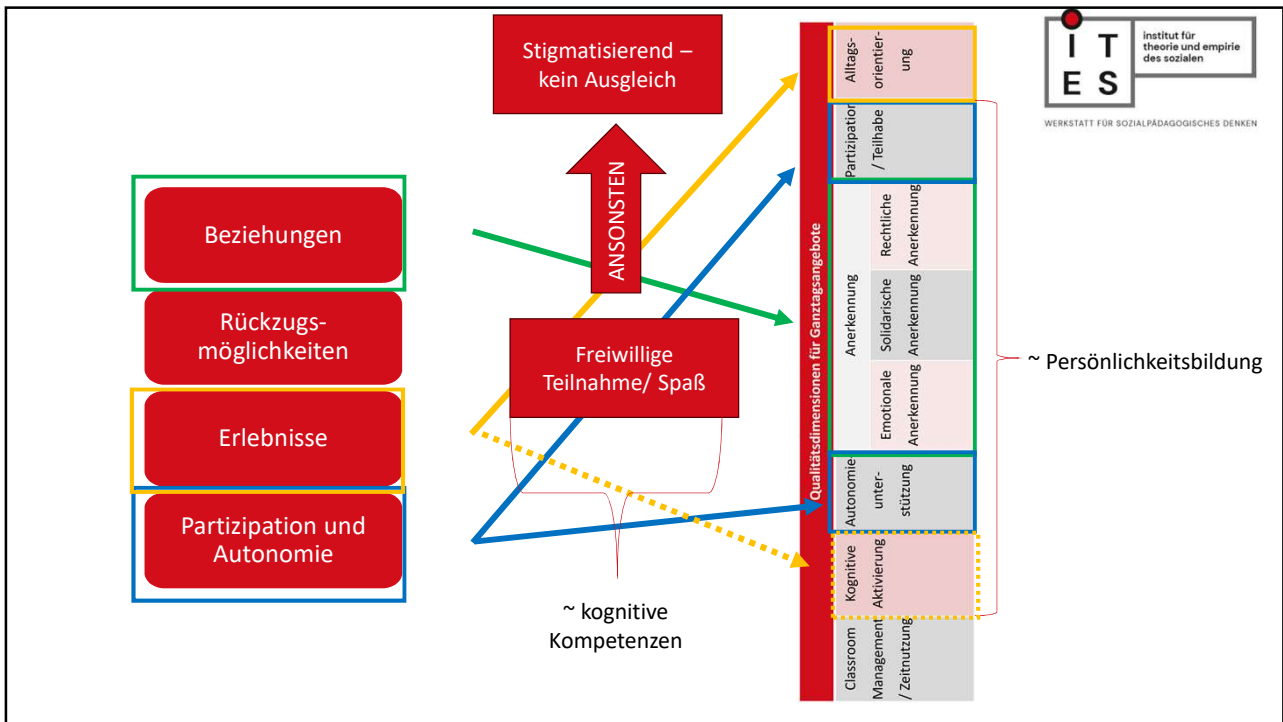 Stigmatisierend –
kein Ausgleich
ANSONSTEN
Freiwillige
Teilnahme/ Spaß
~ kognitive
Kompetenzen
Beziehungen
Rückzugs-
möglichkeiten
Erlebnisse
Partizipation und
Autonomie
Qualitätsdimensionen für Ganztagsangebote
Alltags-
orientier-
ung
Partizipation
/ Teilhabe
Anerkennung
Rechtliche
Anerkennung
Solidarische
Anerkennung
Emotionale
Anerkennung
Autonomie-
unter-
stützung
Kognitive
Aktivierung
Classroom
Management
/ Zeitnutzung
~ Persönlichkeitsbildung
iT
ES
institut für
theorie und empirie
des sozialen
WERKSTATT FÜR SOZIALPÄDAGOGISCHES DENKEN